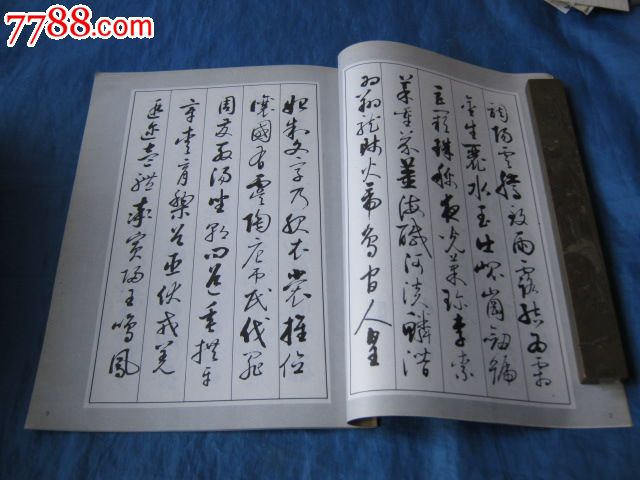 7788.com
調陽雲騰致雨露結為霜
金生麗水玉出崐崗劍號
巨闕珠稱夜光菓珍李柰
菜重芥薑海鹹河淡鱗潛
羽翔龍師火帝鳥官人皇
始制文字乃服衣裳推位
讓國有虞陶唐弔民伐罪
周發殷湯坐朝問道垂拱平
章愛育黎首臣伏戎羌
遐邇壹體率賓歸王鳴鳳